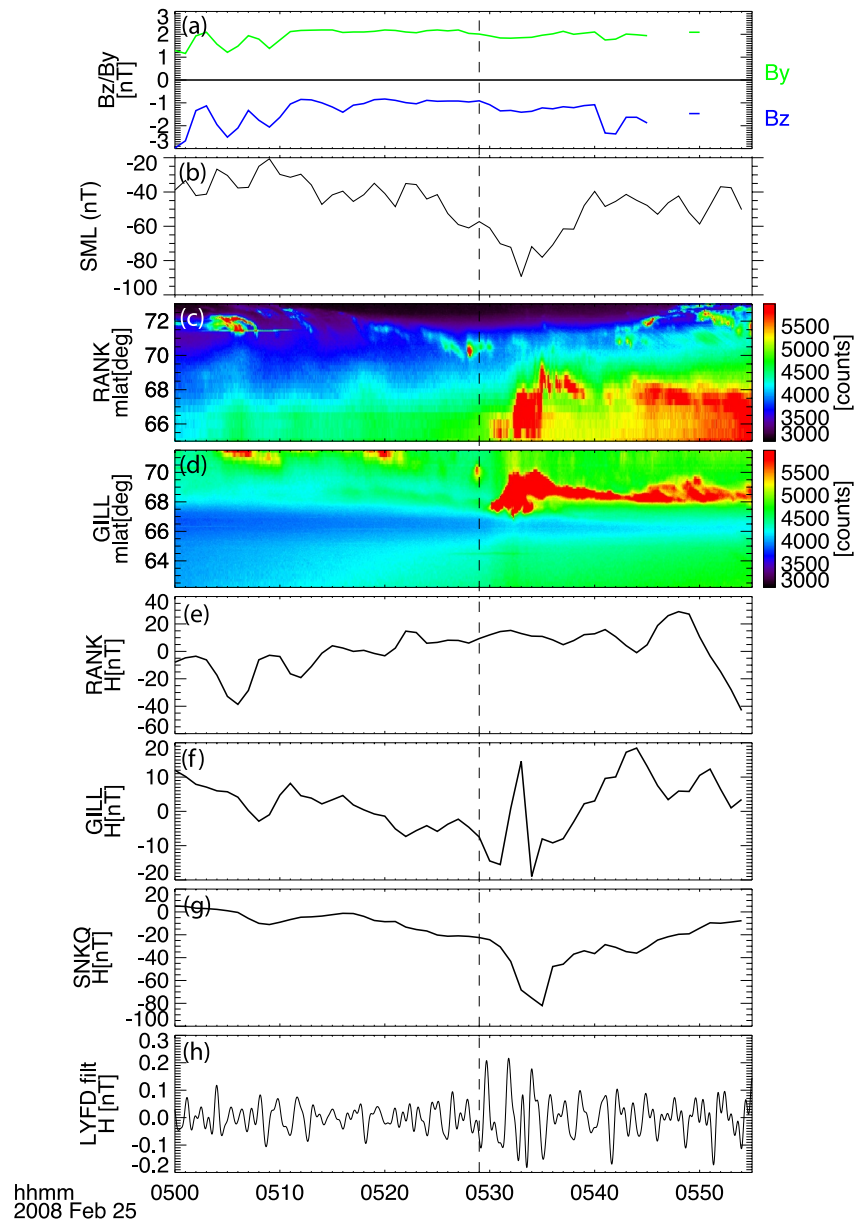 (a)
3
2
1
0
-1
-2
-3
Bz/By
[nT]
By
Bz
(b)
-20
-40
-60
-80
-100
SML (nT)
(c)
72
70
68
66
RANK
mlat[deg]
5500
5000
4500
4000
3500
3000
[counts]
(d)
70
68
66
64
GILL
mlat[deg]
5500
5000
4500
4000
3500
3000
[counts]
(e)
40
20
0
-20
-40
-60
RANK
H[nT]
(f)
20
10
0
-10
-20
GILL
H[nT]
(g)
20
0
-20
-40
-60
-80
-100
SNKQ
H[nT]
(h)
0.3
0.2
0.1
0.0
-0.1
-0.2
LYFD filt
H [nT]
hhmm
2008 Feb 25
0500 0510 0520 0530 0540 0550